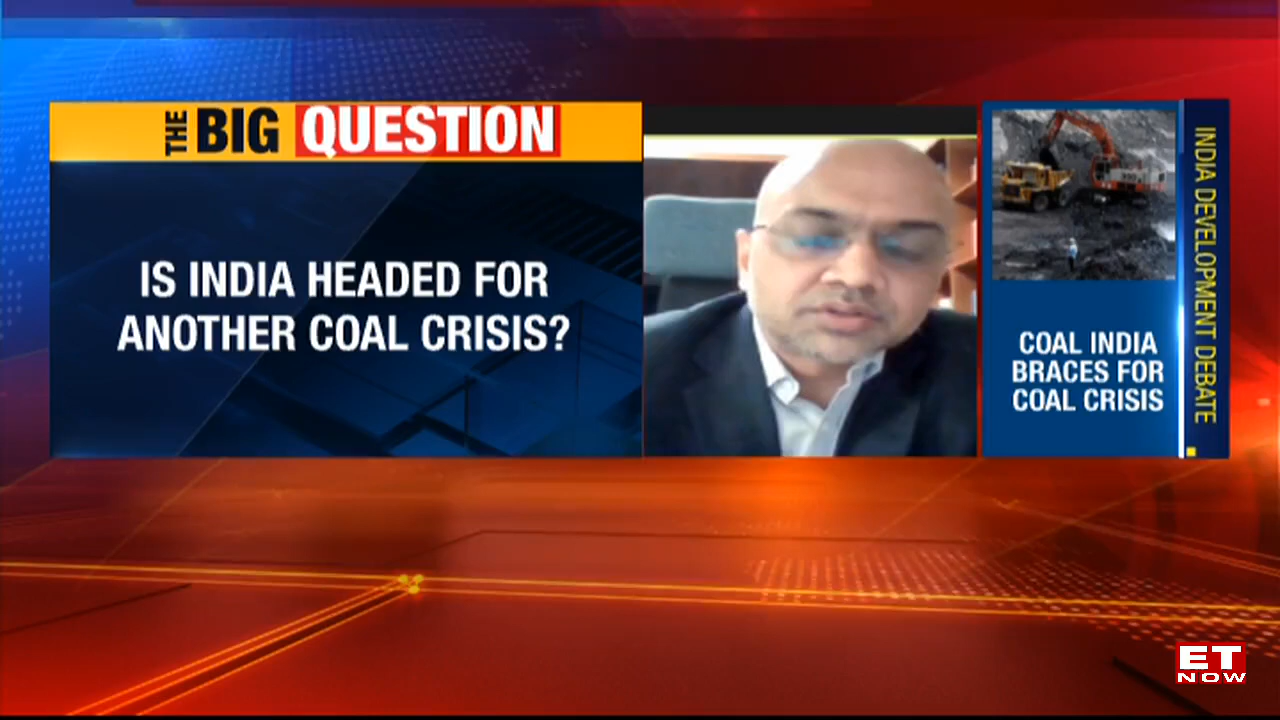 THE BIG QUESTION
IS INDIA HEADED FOR
ANOTHER COAL CRISIS?
COAL INDIA
BRACES FOR
COAL CRISIS
INDIA DEVELOPMENT DEBATE
ET
NOW